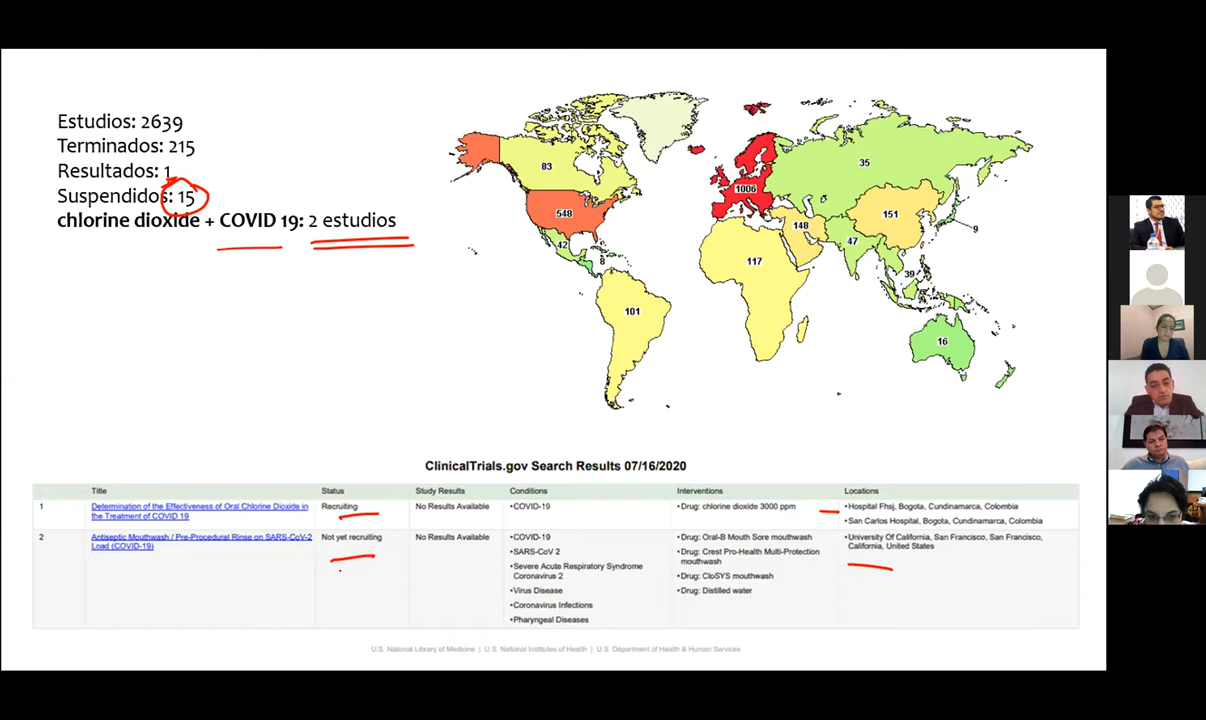 Estudios: 2639
Terminados: 215
Resultados: 1
Suspendidos: 15
chlorine dioxide + COVID 19: 2 estudios
83
35
1006
548
151
148
9
42
47
8
117
39
101
16
ClinicalTrials.gov Search Results 07/16/2020
Title Status Study Results Conditions Interventions Locations
1 Determination of the Effectiveness of Oral Chlorine Dioxide in Recruiting No Results Available •COVID-19 •Drug: chlorine dioxide 3000 ppm •Hospital Fhsj, Bogota, Cundinamarca, Colombia
the Treatment of COVID 19 •San Carlos Hospital, Bogota, Cundinamarca, Colombia
2 Antiseptic Mouthwash / Pre-Procedural Rinse on SARS-CoV-2 Not yet recruiting No Results Available •COVID-19 •Drug: Oral-B Mouth Sore mouthwash •University Of California, San Francisco, San Francisco,
Load (COVID-19) •SARS-CoV 2 •Drug: Crest Pro-Health Multi-Protection California, United States
mouthwash
•Severe Acute Respiratory Syndrome
Coronavirus 2 •Drug: CloSYS mouthwash
•Virus Disease •Drug: Distilled water
•Coronavirus Infections
•Pharyngeal Diseases
U.S. National Library of Medicine | U.S. National Institutes of Health | U.S. Department of Health & Human Services